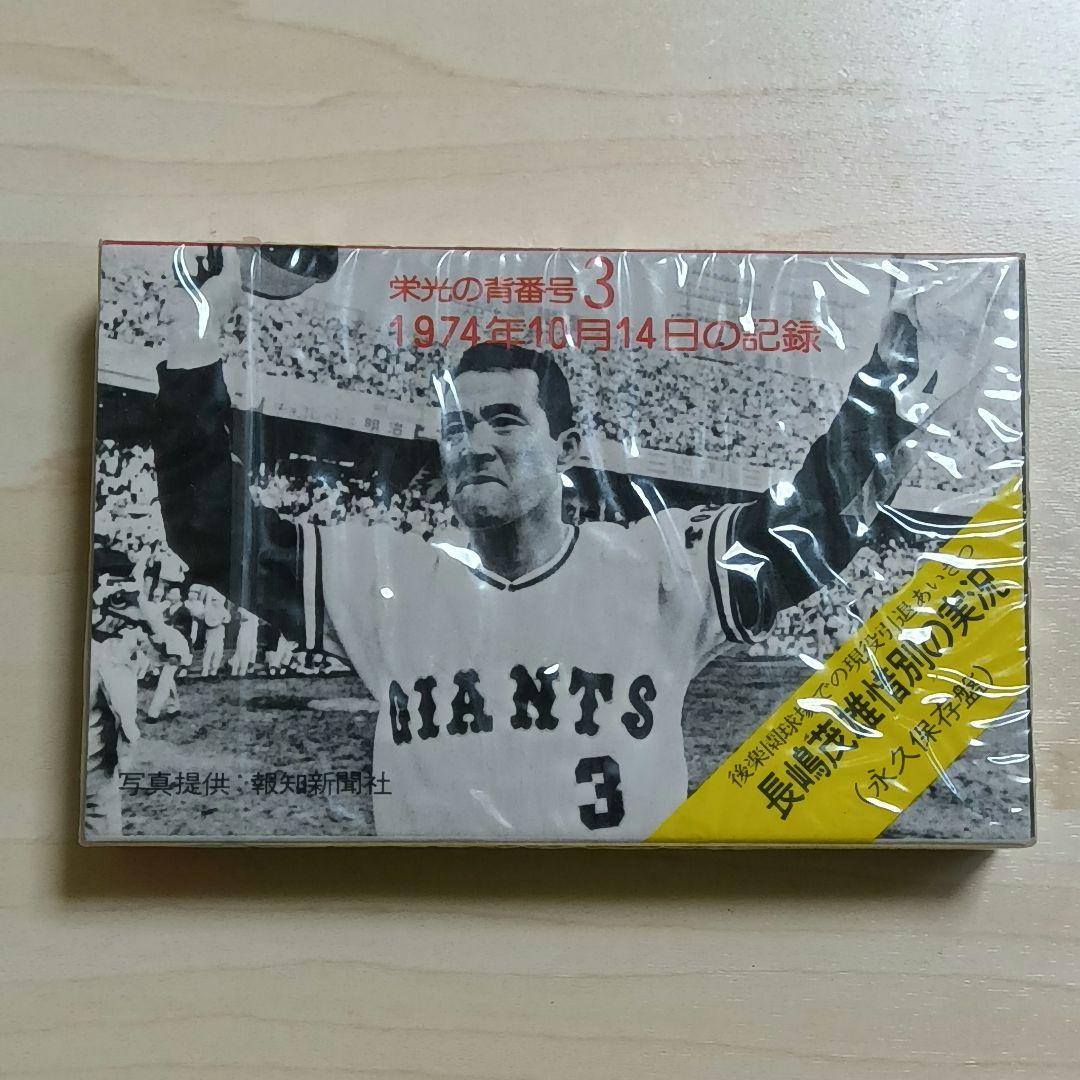 栄光の背番号3
1974年10月14日の記録
GIANTS
3
後楽園球場での現役引退あいさつ
長嶋茂雄惜別の実況
(永久保存盤)
写真提供:報知新聞社